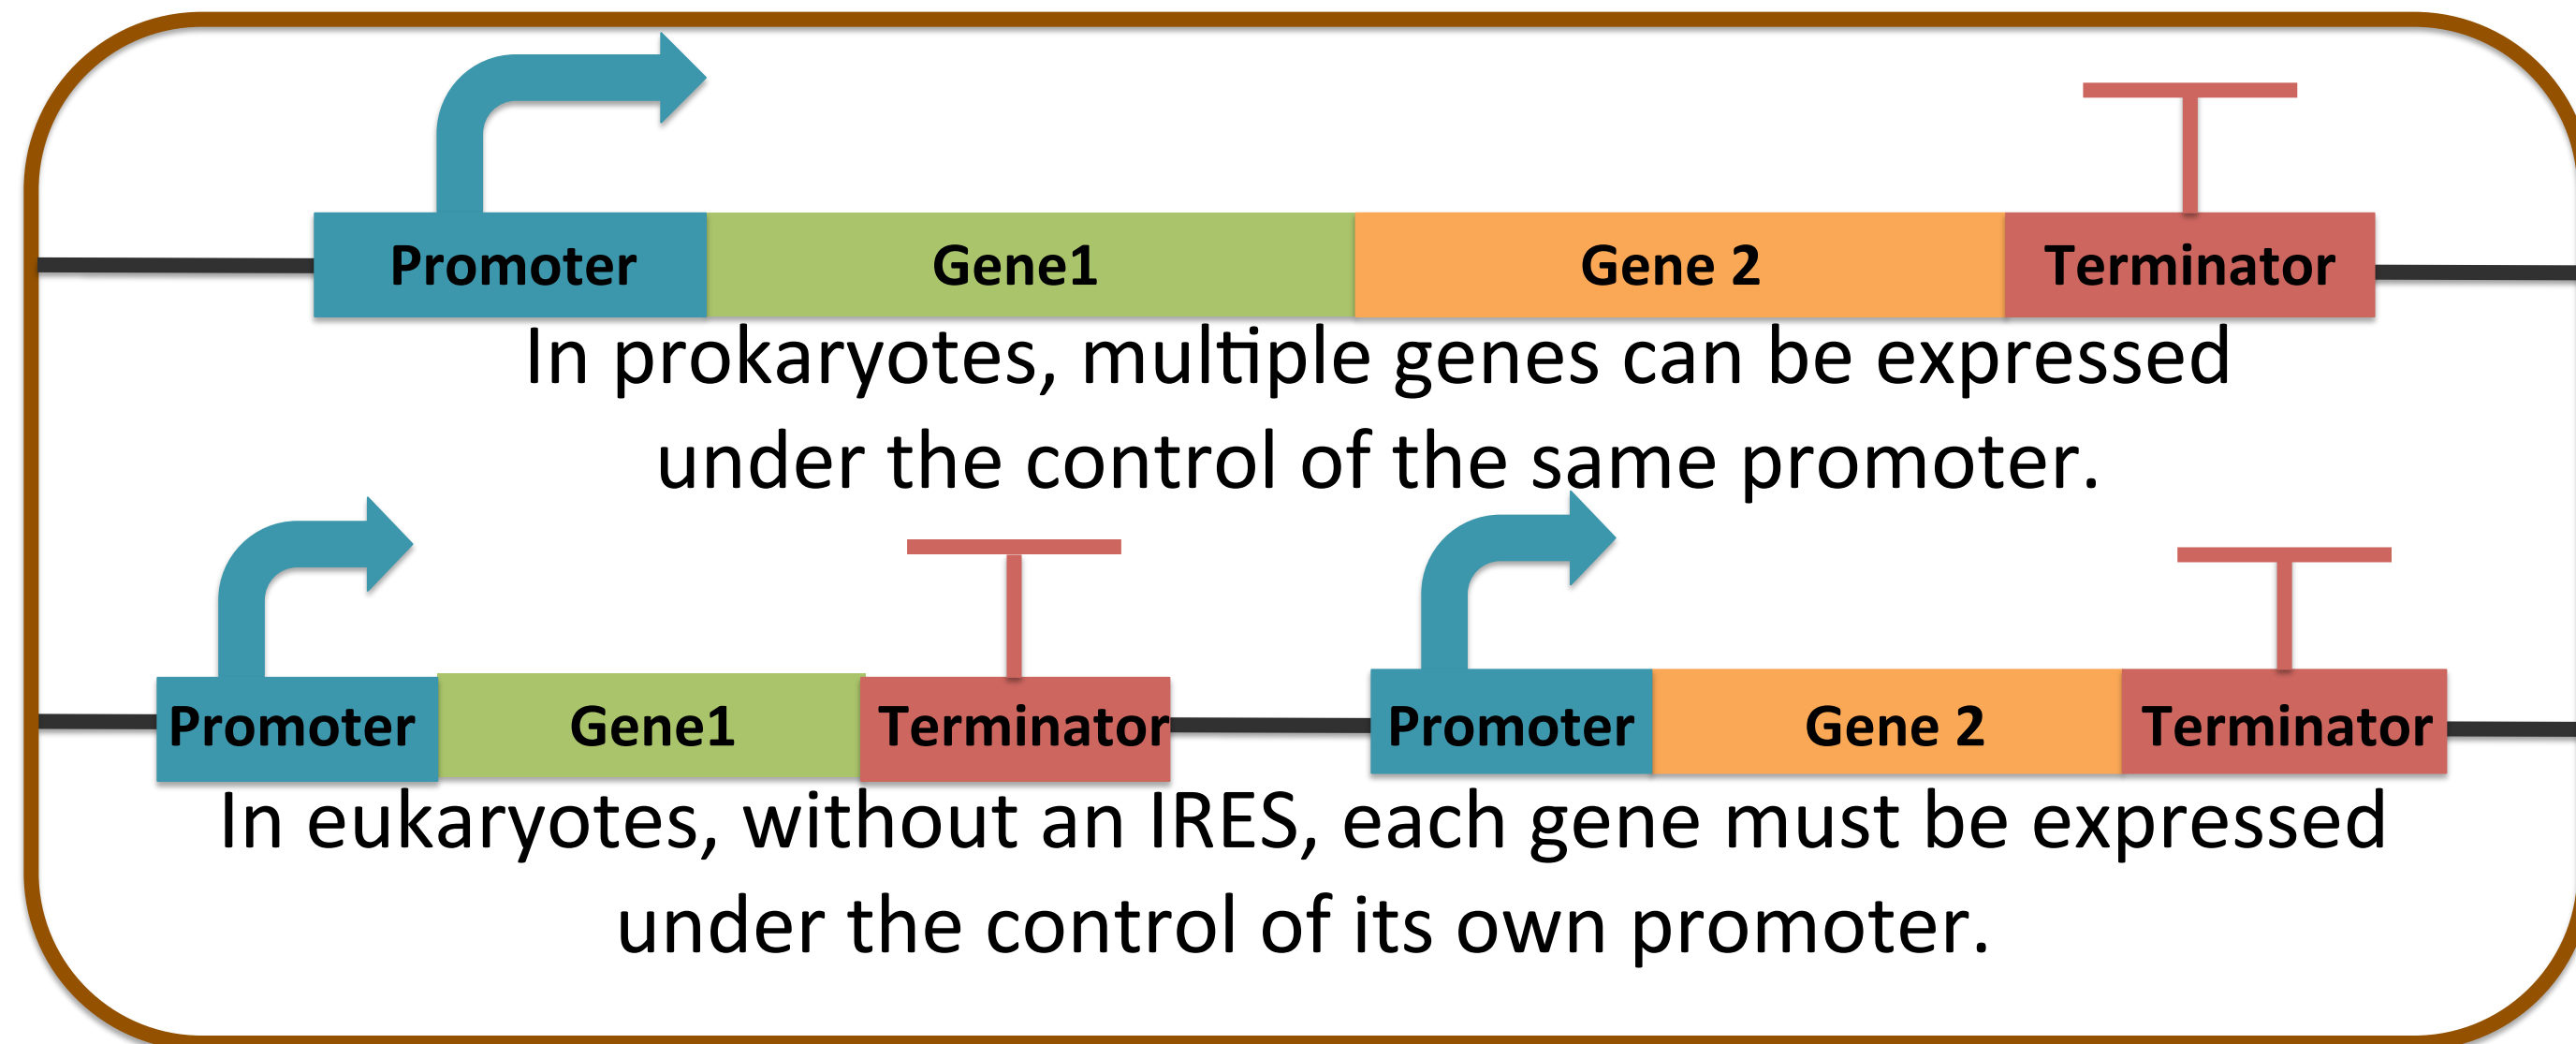 Promoter Gene1 Gene 2 Terminator
In prokaryotes, multiple genes can be expressed
under the control of the same promoter.
Promoter Gene1 Terminator Promoter Gene 2 Terminator
In eukaryotes, without an IRES, each gene must be expressed
under the control of its own promoter.